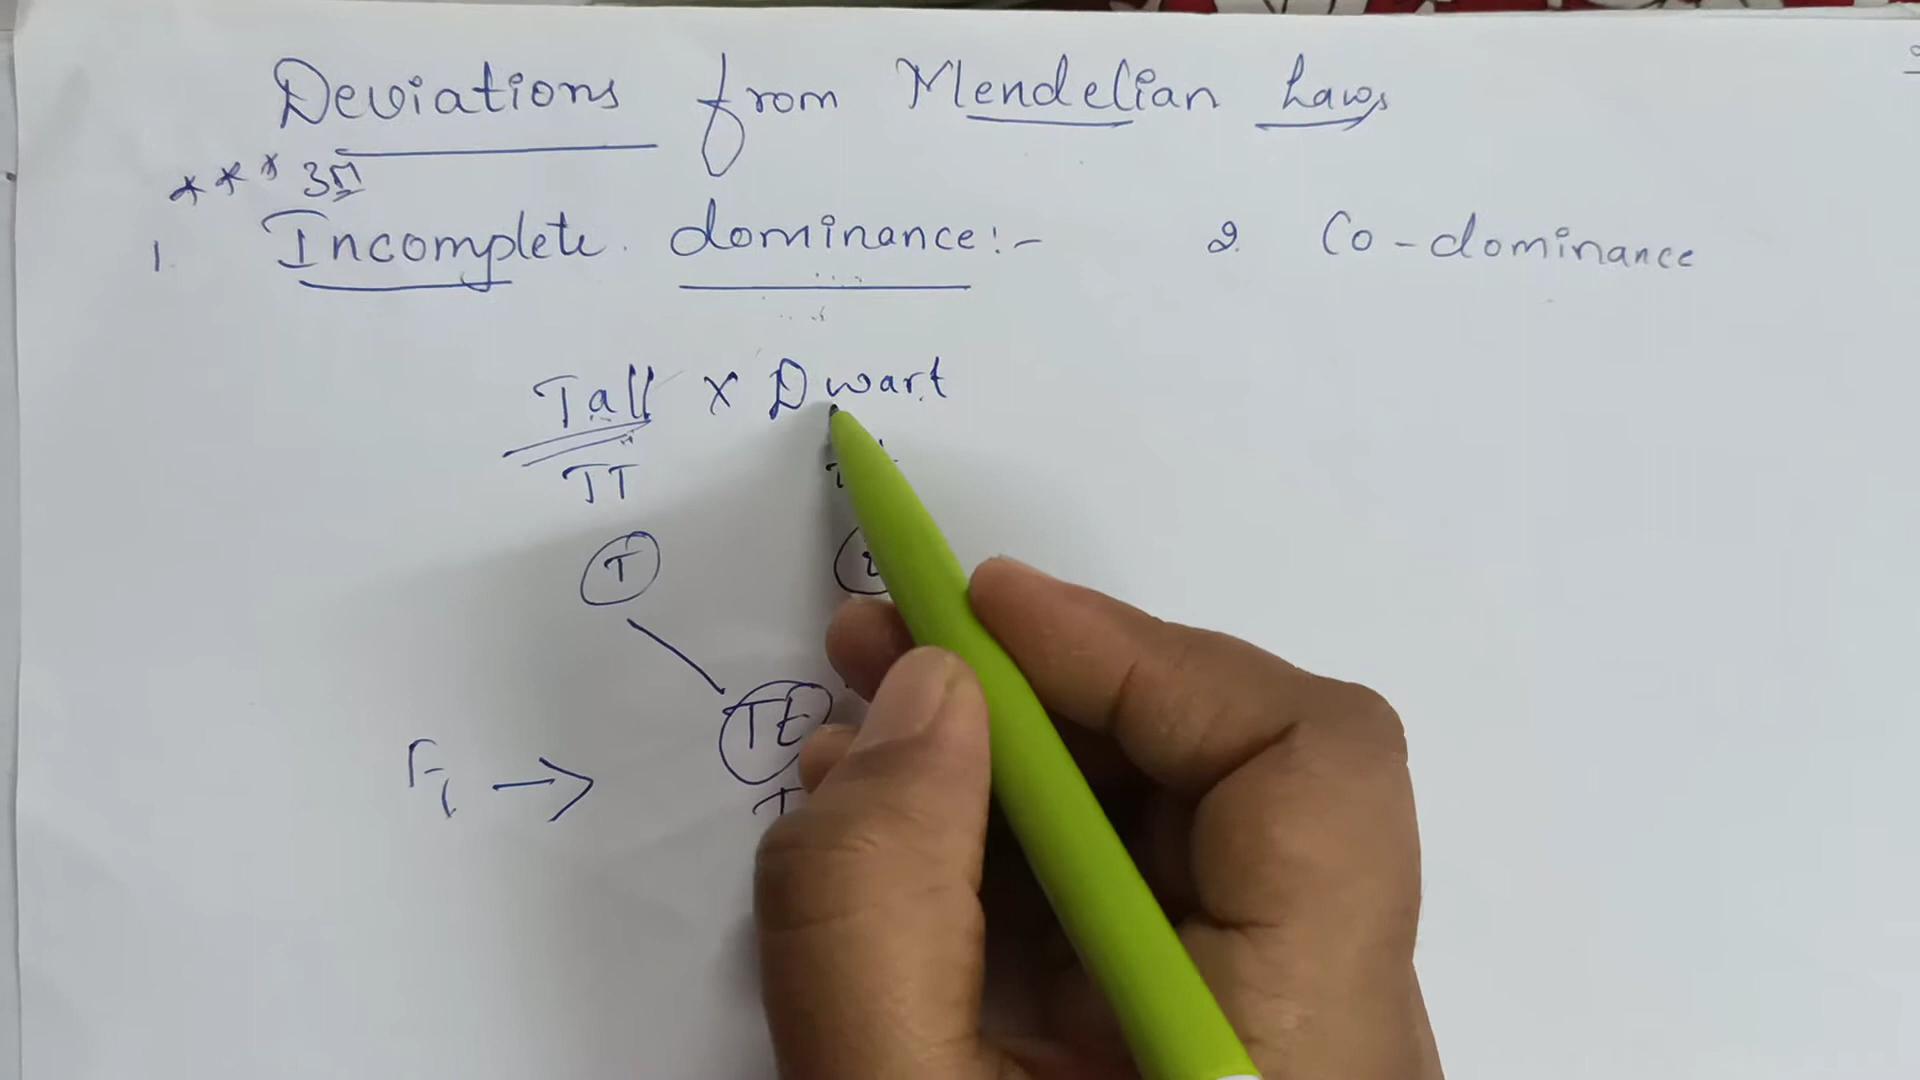 Deviations from Mendelian Laws
*** 3M
1. Incomplete dominance:-
2. Co-dominance
Tall x Dwart
TT
T
Tt
F1 →
T